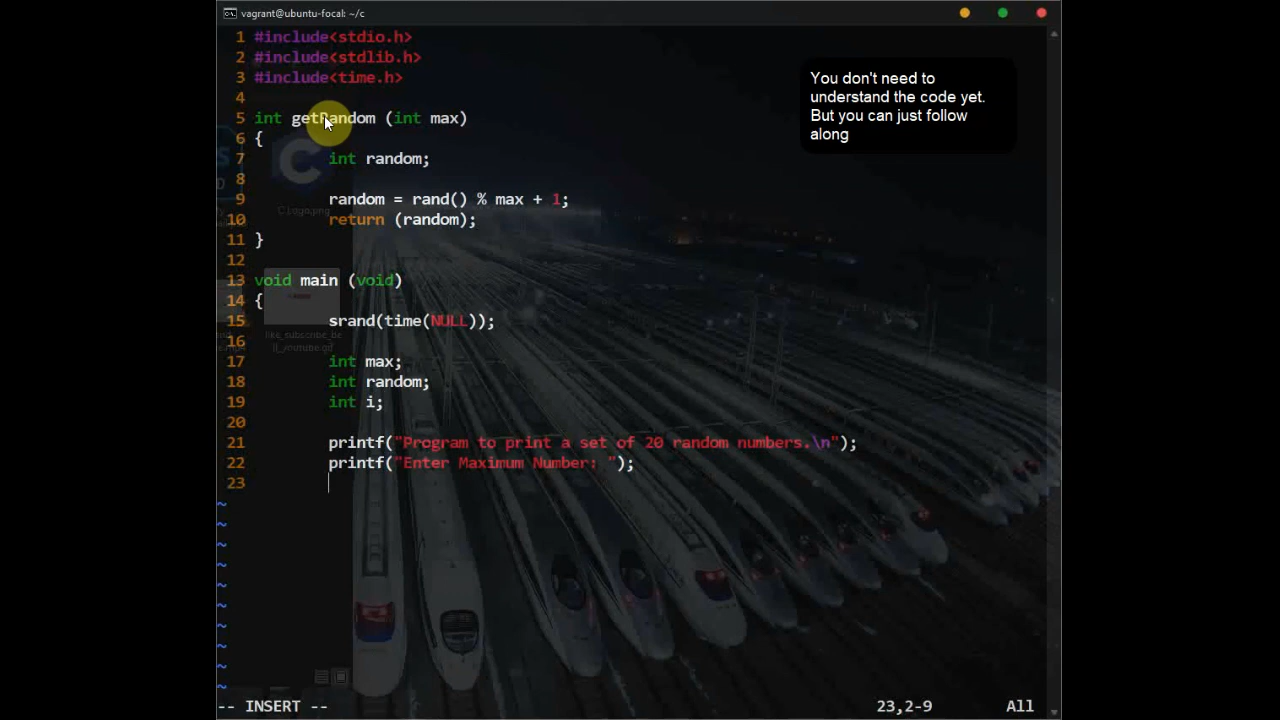 vagrant@ubuntu-focal: ~/c
1 #include<stdio.h>
2 #include<stdlib.h>
3 #include<time.h>
4
5 int getRandom (int max)
6 {
7 int random;
8
9 random = rand() % max + 1;
10 return (random);
11 }
12
13 void main (void)
14 {
15 srand(time(NULL));
16
17 int max;
18 int random;
19 int i;
20
21 printf("Program to print a set of 20 random numbers.\n");
22 printf("Enter Maximum Number: ");
23
~
~
~
~
~
~
~
~
~
~
-- INSERT --
23,2-9
All
You don't need to
understand the code yet.
But you can just follow
along
C logo.png